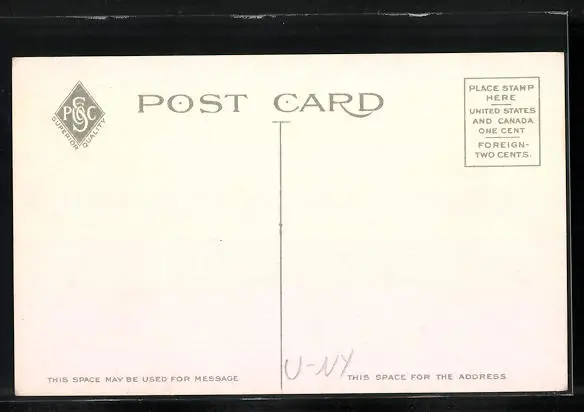 PS&C
SUPERIOR QUALITY
POST CARD
PLACE STAMP
HERE
UNITED STATES
AND CANADA
ONE CENT
FOREIGN-
TWO CENTS.
U-NY
THIS SPACE MAY BE USED FOR MESSAGE
THIS SPACE FOR THE ADDRESS